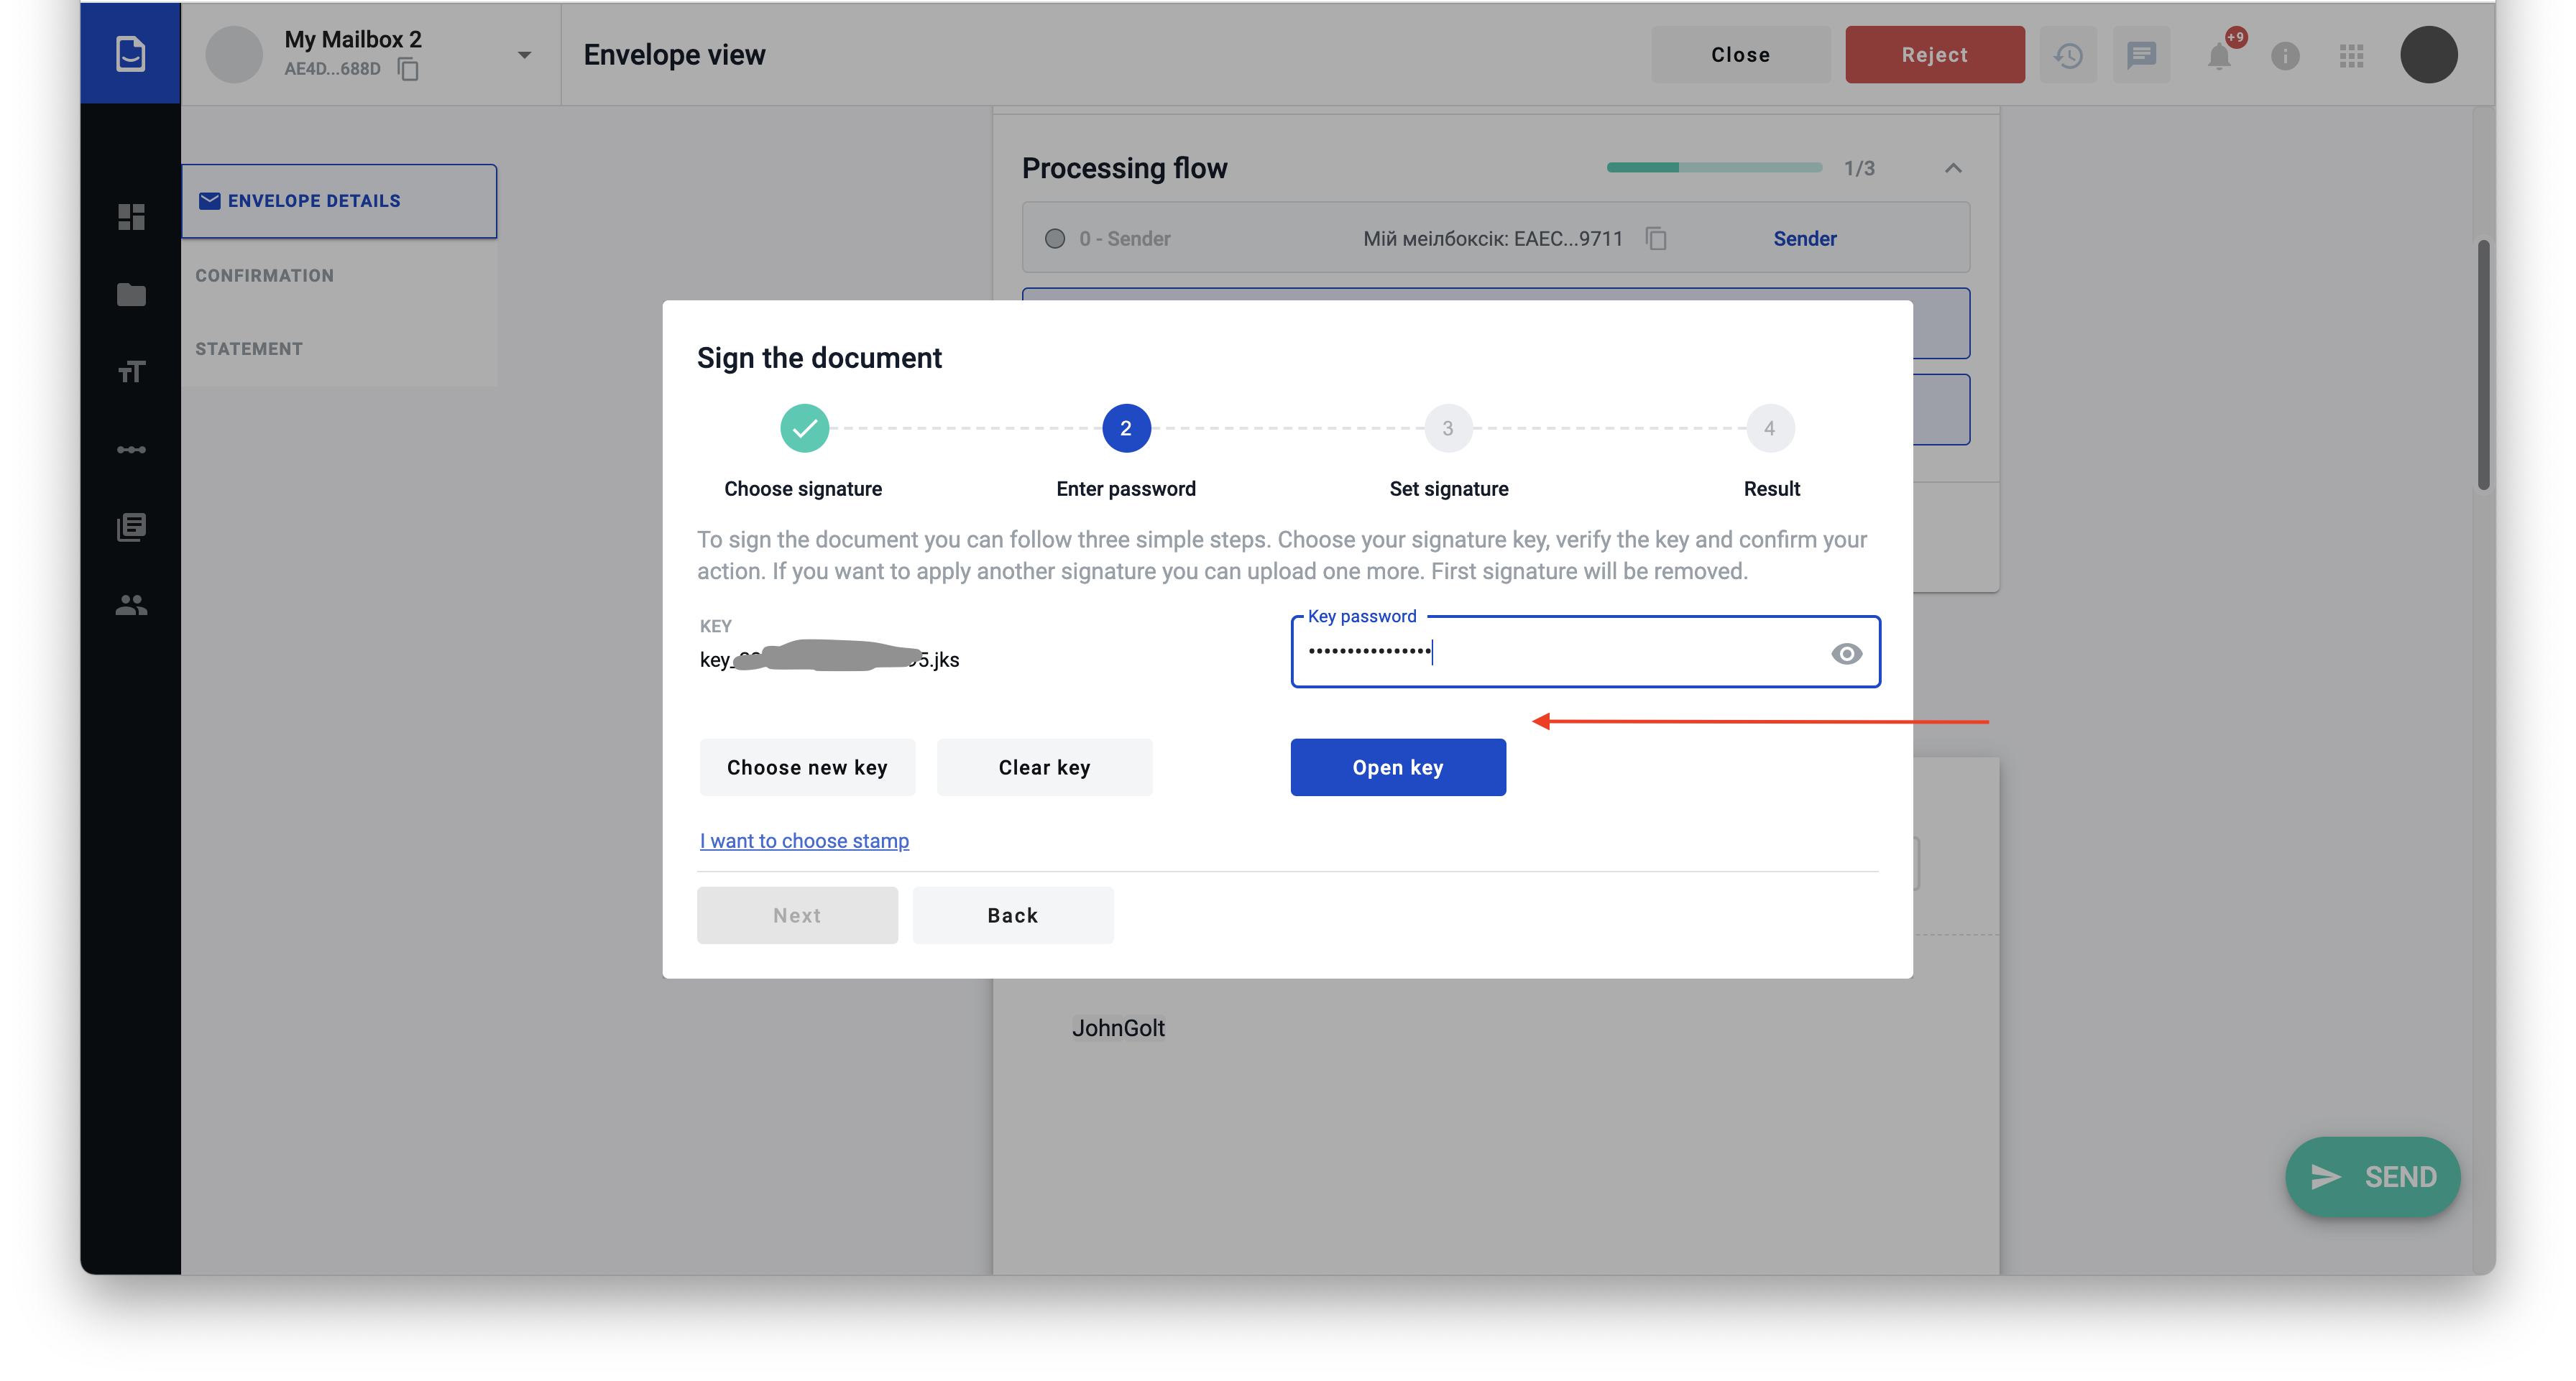 My Mailbox 2
AE4D...688D
Envelope view
Close
Reject
+9
ENVELOPE DETAILS
CONFIRMATION
STATEMENT
Processing flow
1/3
0 - Sender
Мій меілбоксік: EAEC...9711
Sender
Sign the document
2
3
4
Choose signature
Enter password
Set signature
Result
To sign the document you can follow three simple steps. Choose your signature key, verify the key and confirm your
action. If you want to apply another signature you can upload one more. First signature will be removed.
KEY
key_ 5.jks
Key password
••••••••••••••••
Choose new key
Clear key
Open key
I want to choose stamp
Next
Back
JohnGolt
SEND